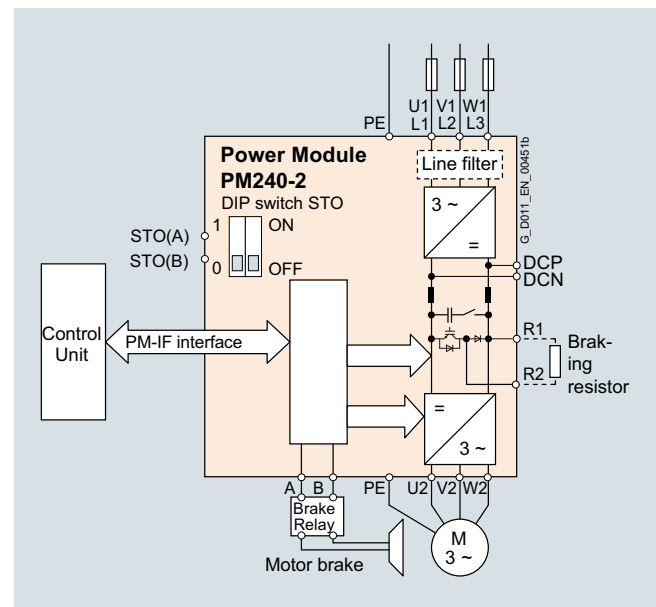 U1 V1 W1
PE L1 L2 L3
Power Module
PM240-2
Line filter
DIP switch STO
3 ~
=
G_D011_EN_00451b
STO(A)
1
ON
STO(B)
0
OFF
DCP
DCN
Control
Unit
PM-IF interface
R1
R2
Brak-
ing
resistor
=
3 ~
A B PE U2 V2 W2
Brake
Relay
Motor brake
M
3 ~